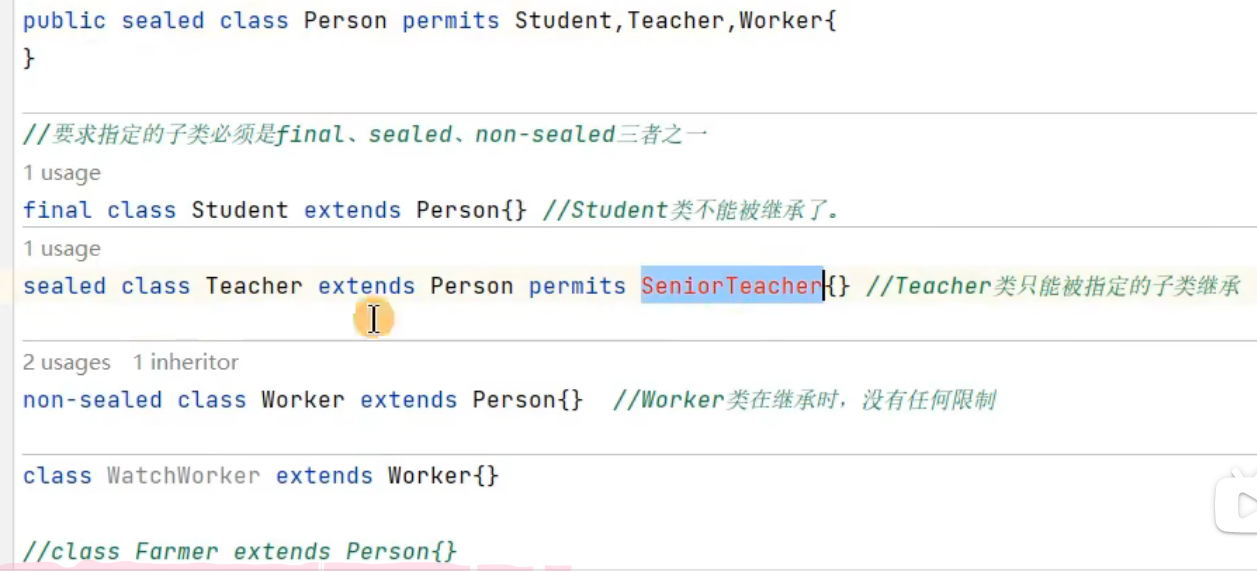 public sealed class Person permits Student,Teacher,Worker{
}
//要求指定的子类必须是final、sealed、non-sealed三者之一
1 usage
final class Student extends Person{} //Student类不能被继承了。
1 usage
sealed class Teacher extends Person permits SeniorTeacher{} //Teacher类只能被指定的子类继承
2 usages 1 inheritor
non-sealed class Worker extends Person{} //Worker类在继承时，没有任何限制
class WatchWorker extends Worker{}
//class Farmer extends Person{}